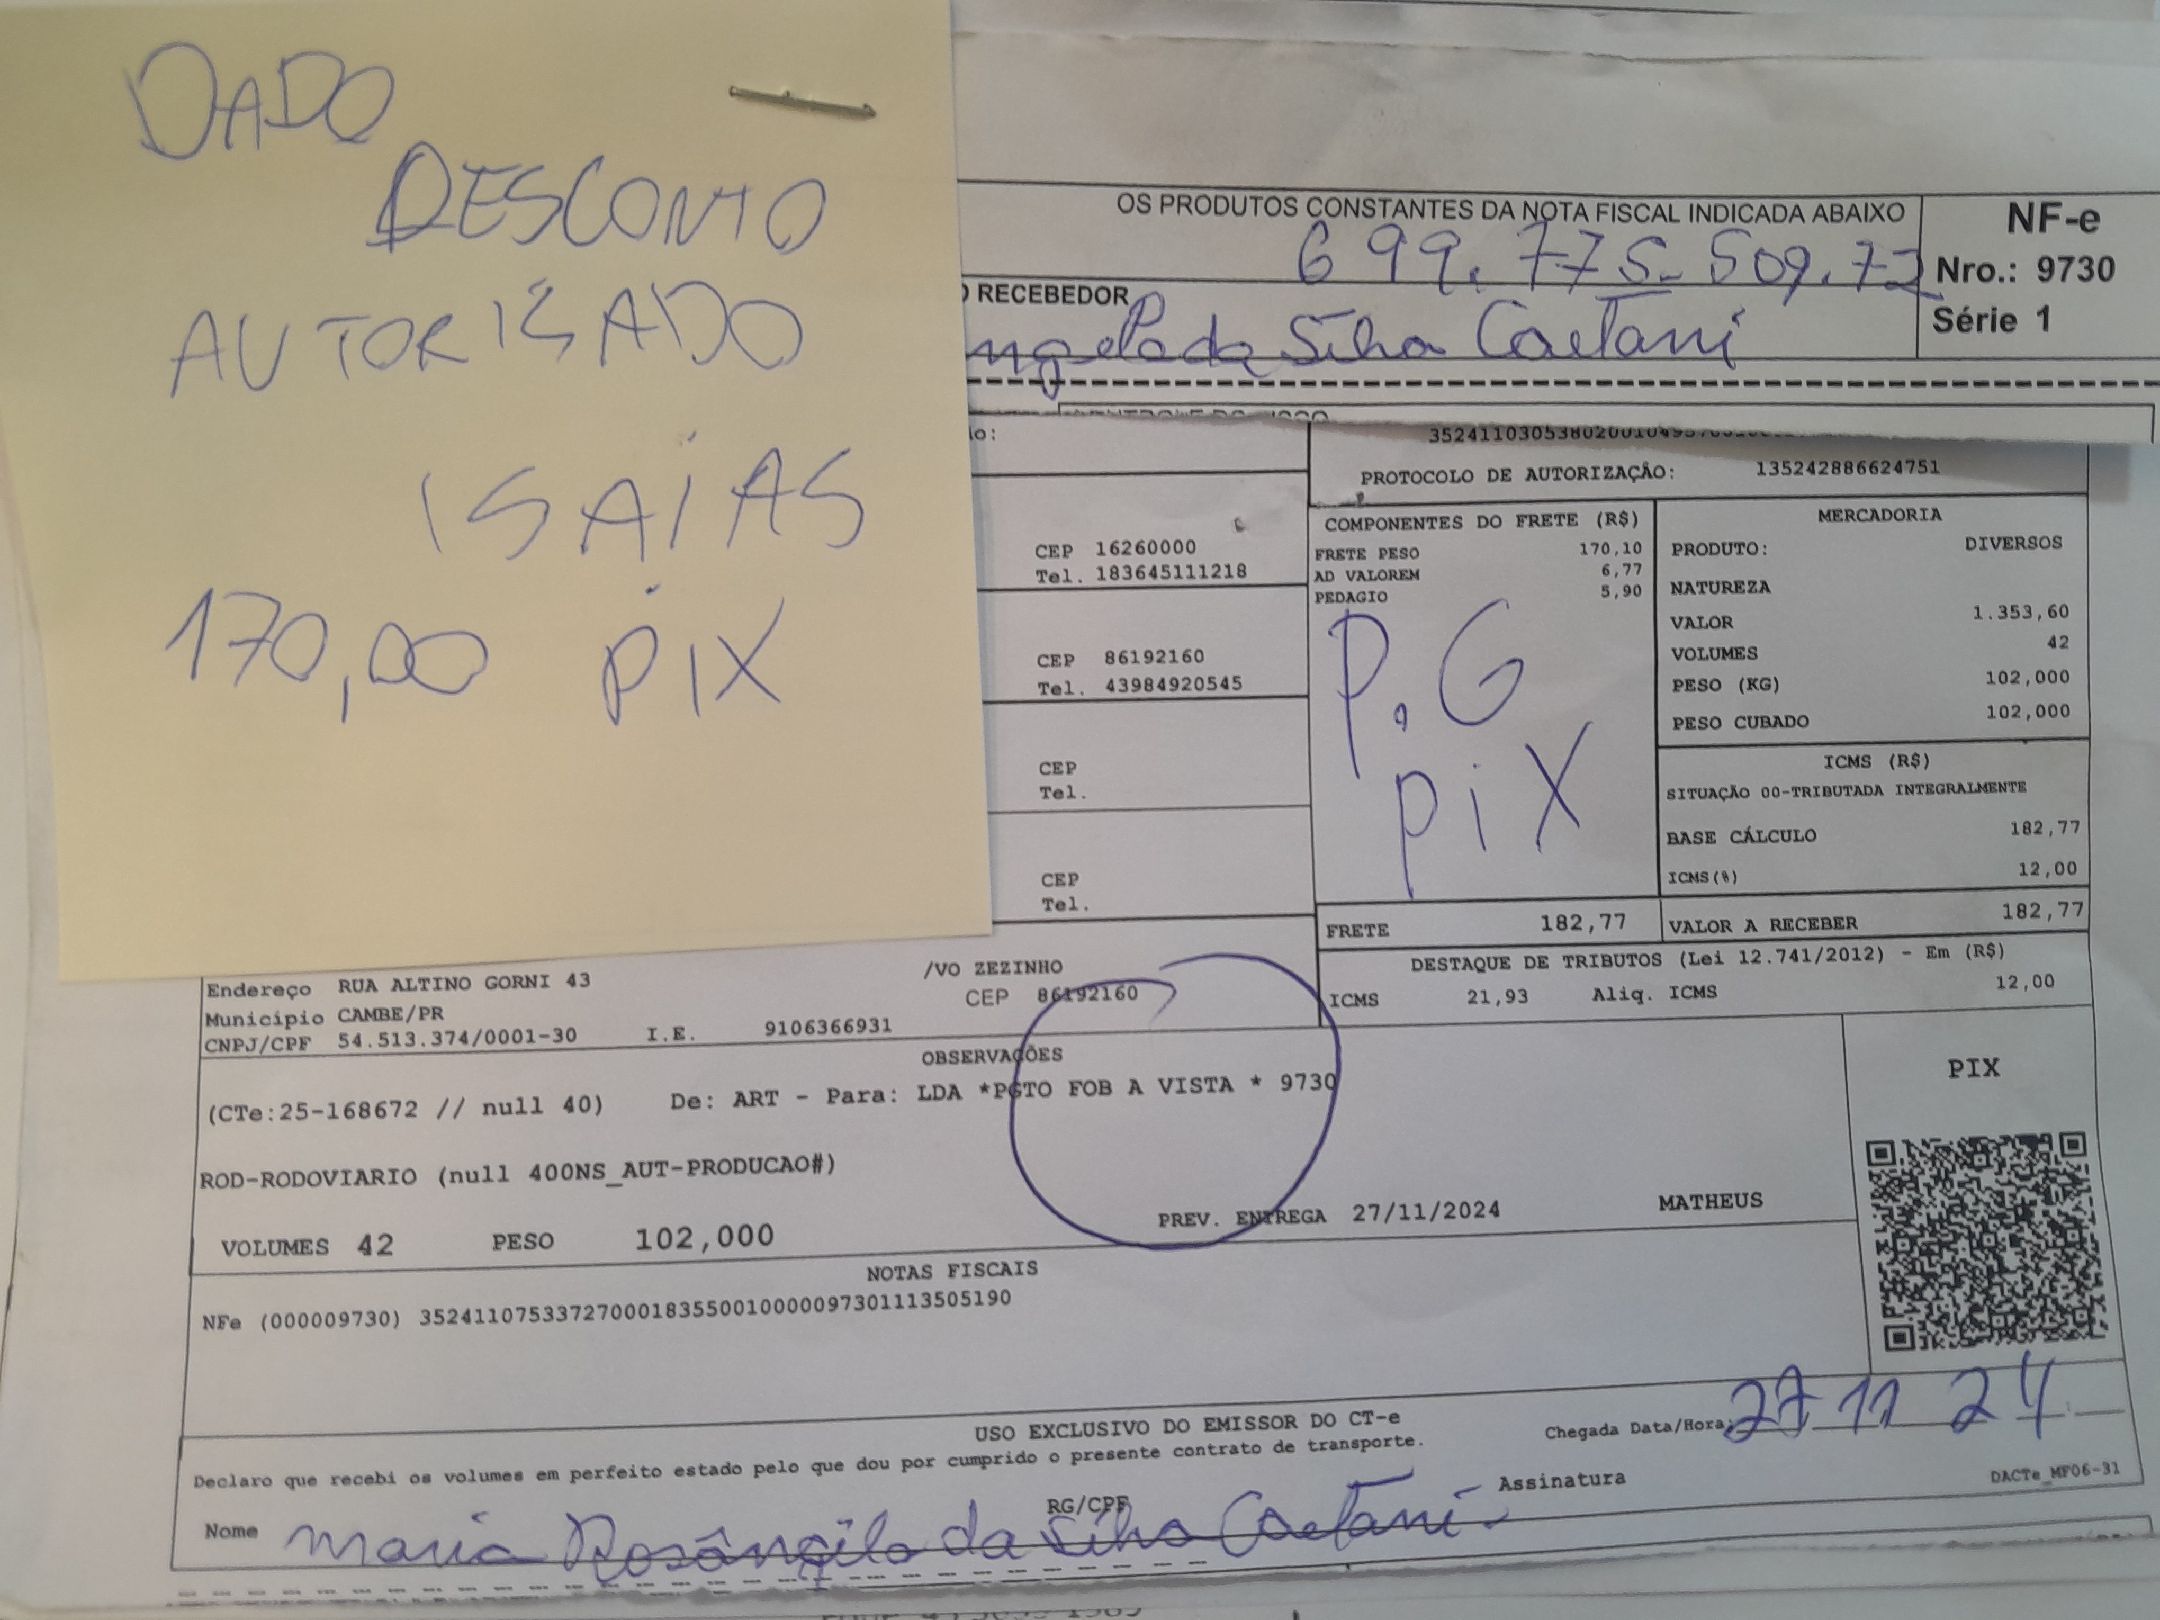 DADO
DESCONTO
AUTORIZADO
ISAÍAS
170,00 PIX
OS PRODUTOS CONSTANTES DA NOTA FISCAL INDICADA ABAIXO
699.775.509.72
NF-e
Nro.: 9730
Série 1
RECEBEDOR
da Silva Caetani
PROTOCOLO DE AUTORIZAÇÃO: 135242886624751
COMPONENTES DO FRETE (R$)
FRETE PESO 170,10
AD VALOREM 6,77
PEDAGIO 5,90
P.G
PIX
MERCADORIA
PRODUTO: DIVERSOS
NATUREZA
VALOR 1.353,60
VOLUMES 42
PESO (KG) 102,000
PESO CUBADO 102,000
CEP 16260000
Tel. 183645111218
CEP 86192160
Tel. 43984920545
CEP
Tel.
CEP
Tel.
ICMS (R$)
SITUAÇÃO 00-TRIBUTADA INTEGRALMENTE
BASE CÁLCULO 182,77
ICMS(%) 12,00
FRETE 182,77
VALOR A RECEBER 182,77
DESTAQUE DE TRIBUTOS (Lei 12.741/2012) - Em (R$)
ICMS 21,93 Aliq. ICMS 12,00
/VO ZEZINHO
Endereço RUA ALTINO GORNI 43
CEP 86192160
Município CAMBE/PR
CNPJ/CPF 54.513.374/0001-30 I.E. 9106366931
OBSERVAÇÕES
(CTe:25-168672 // null 40) De: ART - Para: LDA *PGTO FOB A VISTA * 9730
ROD-RODOVIARIO (null 400NS_AUT-PRODUCAO#)
VOLUMES 42 PESO 102,000
PREV. ENTREGA 27/11/2024 MATHEUS
PIX
NOTAS FISCAIS
NFe (000009730) 35241107533727000183550010000097301113505190
USO EXCLUSIVO DO EMISSOR DO CT-e
Declaro que recebi os volumes em perfeito estado pelo que dou por cumprido o presente contrato de transporte.
Chegada Data/Hora: 27 11 24
Nome Maria Rosângela da Silva Caetani
RG/CPF
Assinatura
DACTe_MF06-31